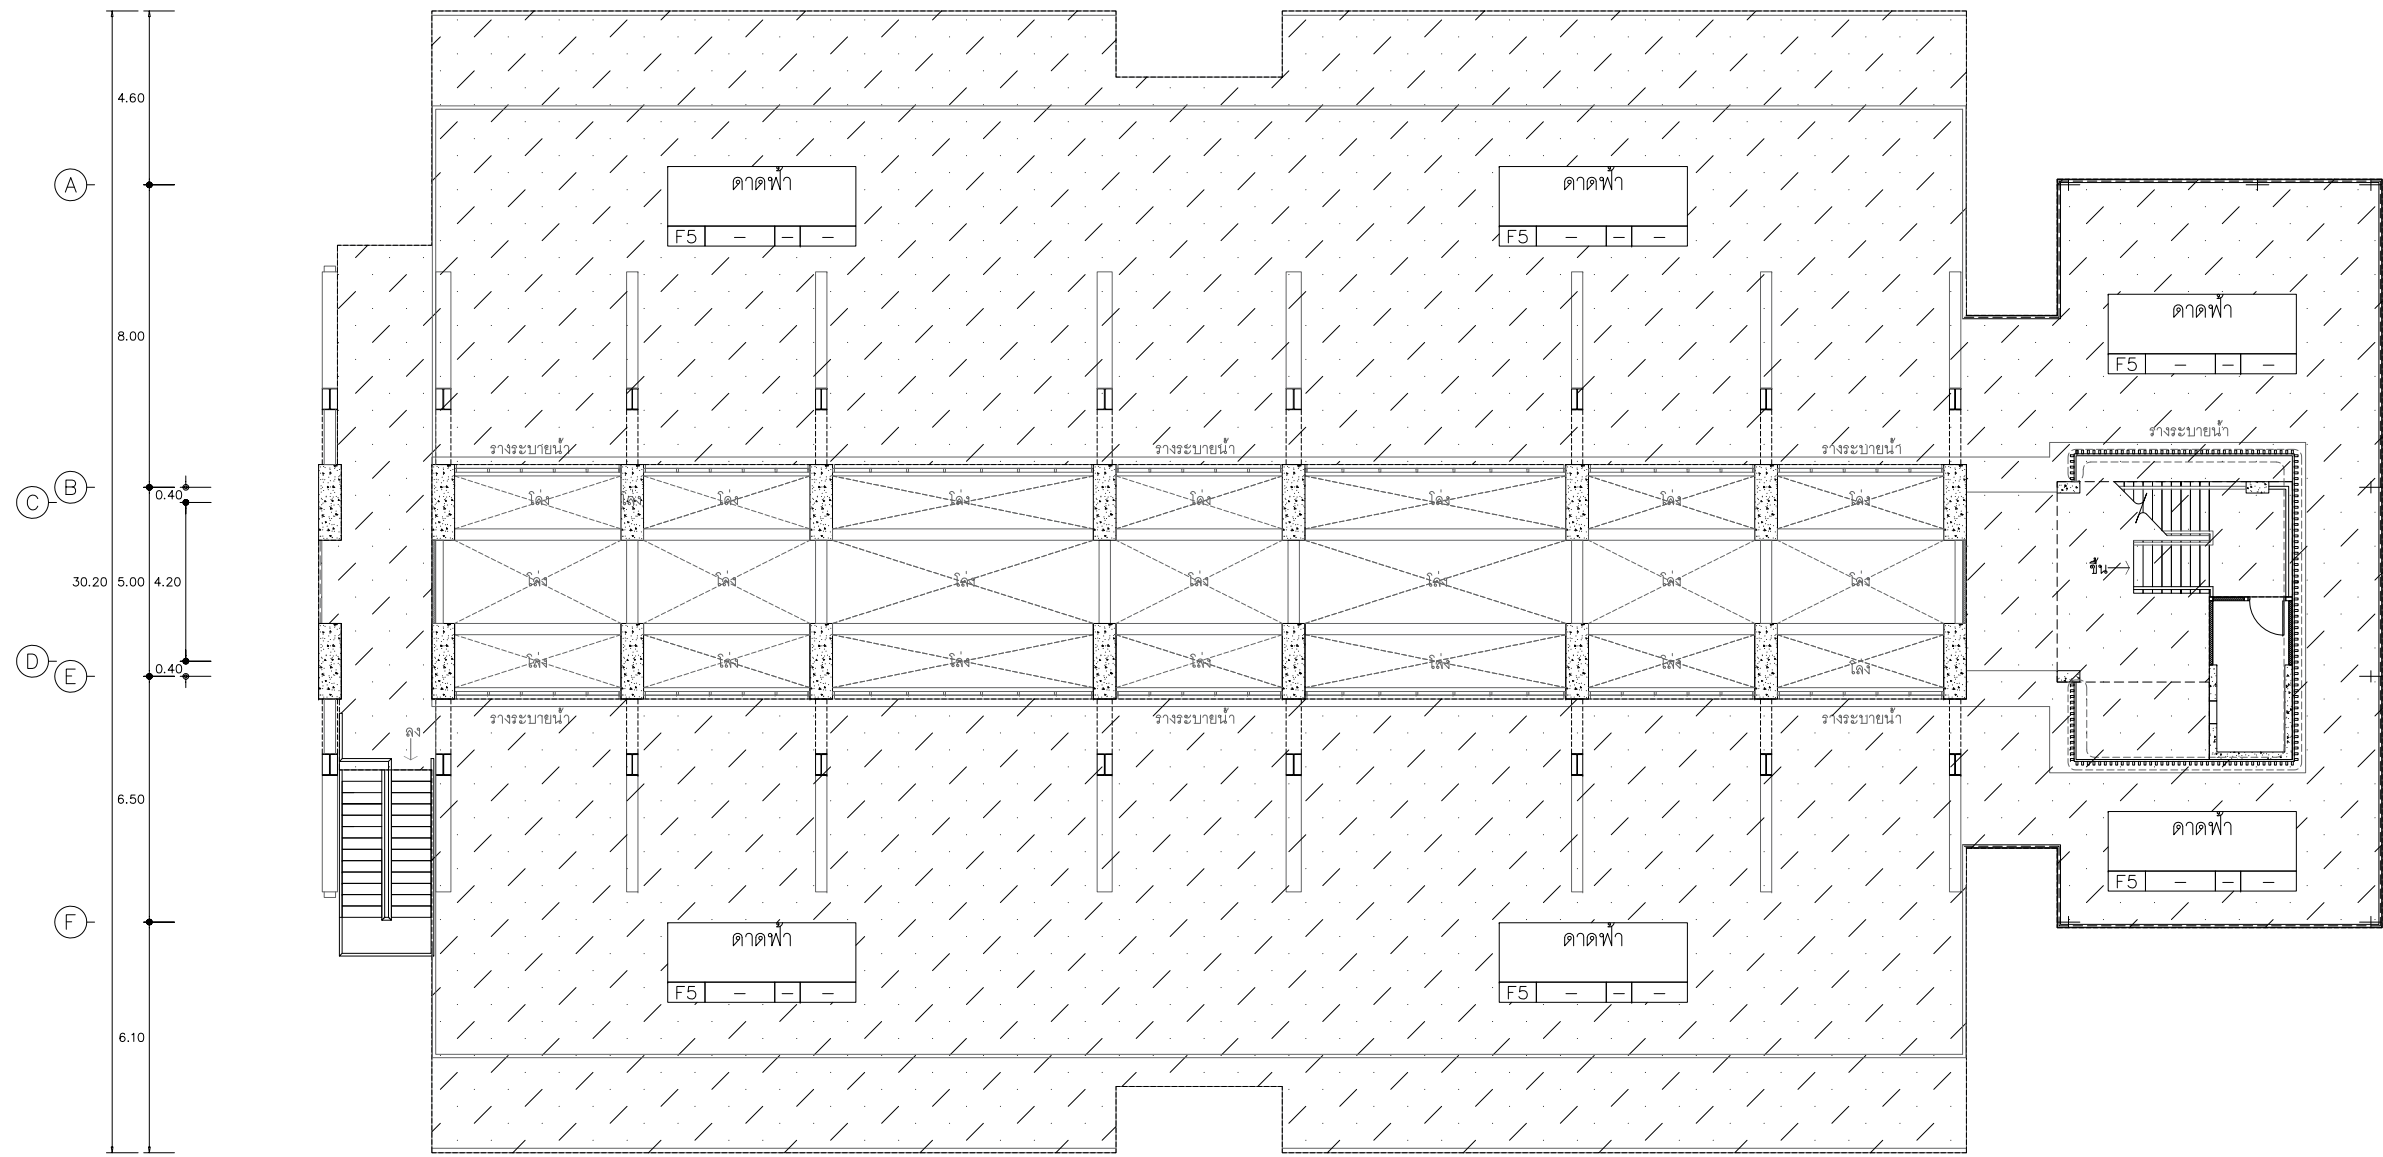 4.60
A
ดาดฟ้า
ดาดฟ้า
F5 – – –
F5 – – –
8.00
ดาดฟ้า
F5 – – –
รางระบายน้ำ
รางระบายน้ำ
รางระบายน้ำ
รางระบายน้ำ
B
0.40
C
โล่ง โล่ง โล่ง โล่ง โล่ง โล่ง โล่ง โล่ง
30.20 5.00 4.20
โล่ง โล่ง โล่ง โล่ง โล่ง โล่ง โล่ง
ขึ้น
D
0.40
E
โล่ง โล่ง โล่ง โล่ง โล่ง โล่ง โล่ง
รางระบายน้ำ
รางระบายน้ำ
รางระบายน้ำ
ลง
6.50
ดาดฟ้า
F5 – – –
F
ดาดฟ้า
ดาดฟ้า
F5 – – –
F5 – – –
6.10